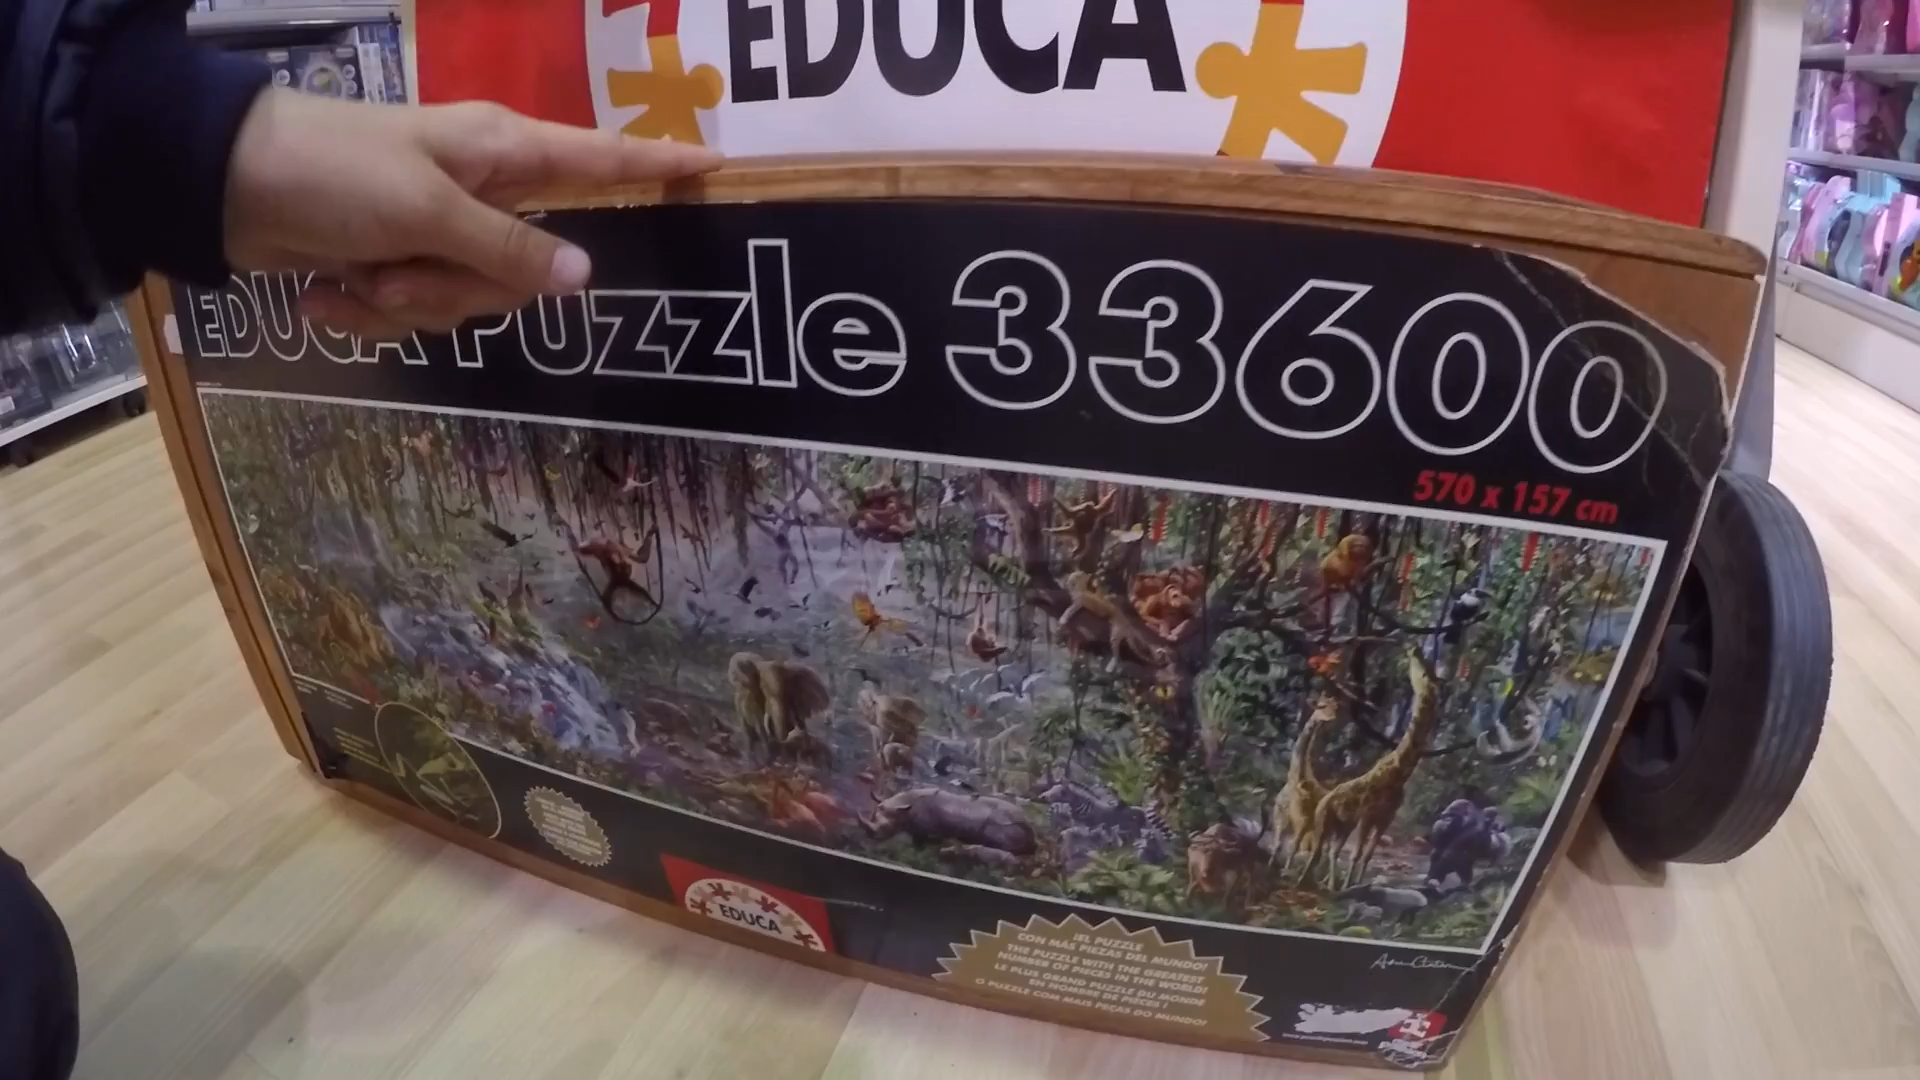 EDUCA
EDUCA Puzzle 33600
570 x 157 cm
EDUCA
¡EL PUZZLE
CON MÁS PIEZAS DEL MUNDO!
THE PUZZLE WITH THE GREATEST
NUMBER OF PIECES IN THE WORLD!
LE PLUS GRAND PUZZLE DU MONDE
EN NOMBRE DE PIÈCES !
O PUZZLE COM MAIS PEÇAS DO MUNDO!